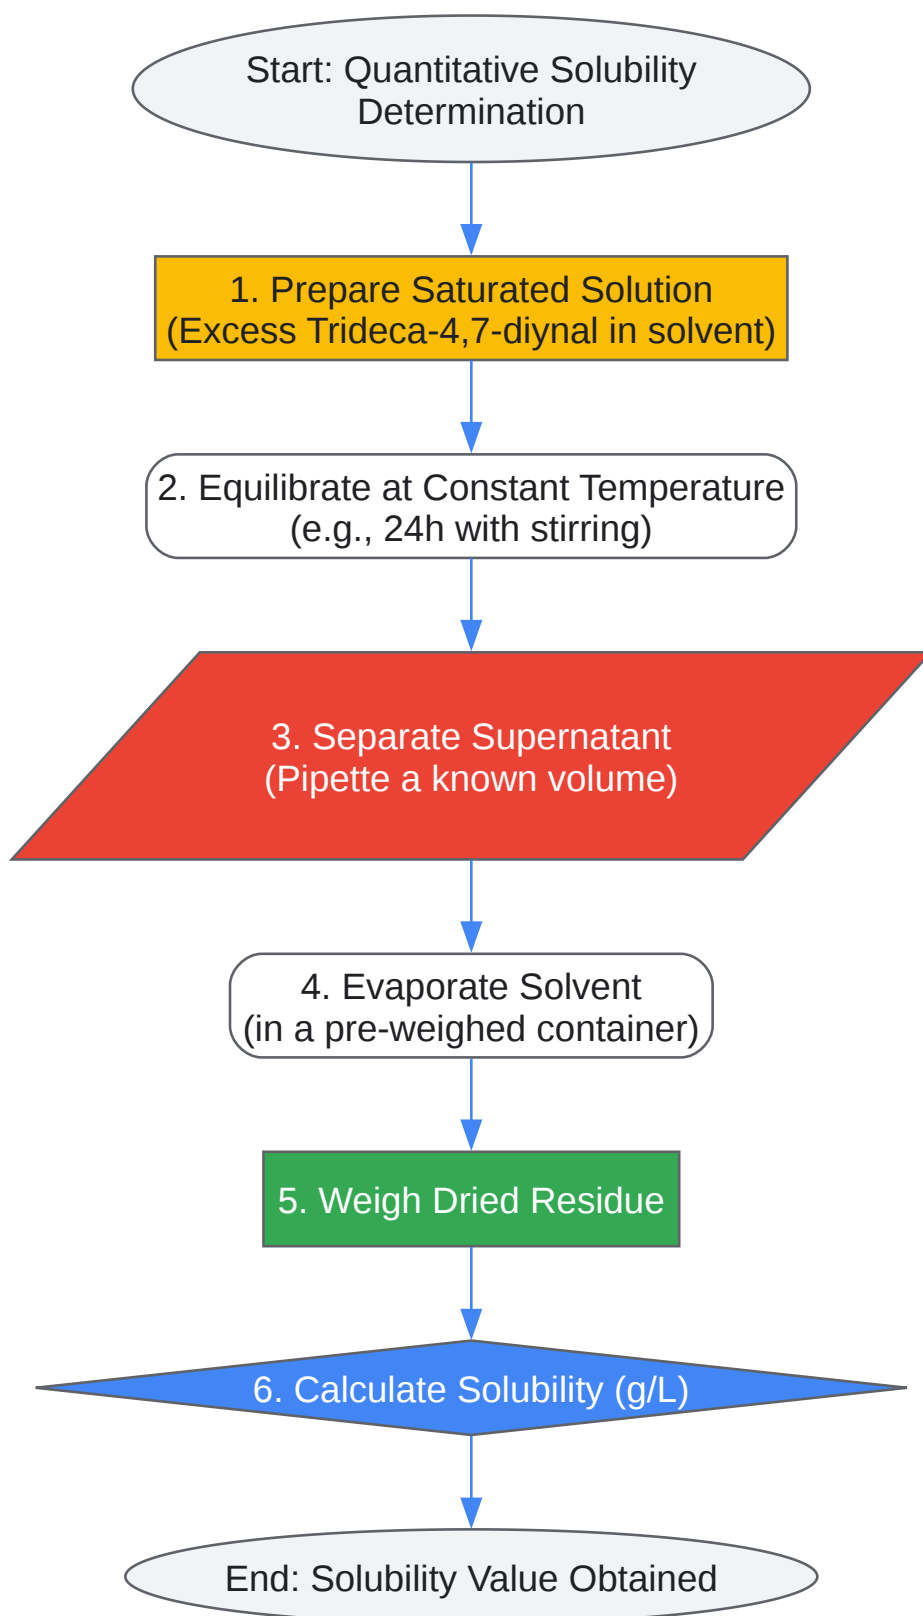 Start: Quantitative Solubility
Determination
1. Prepare Saturated Solution
(Excess Trideca-4,7-diynal in solvent)
2. Equilibrate at Constant Temperature
(e.g., 24h with stirring)
3. Separate Supernatant
(Pipette a known volume)
4. Evaporate Solvent
(in a pre-weighed container)
5. Weigh Dried Residue
6. Calculate Solubility (g/L)
End: Solubility Value Obtained